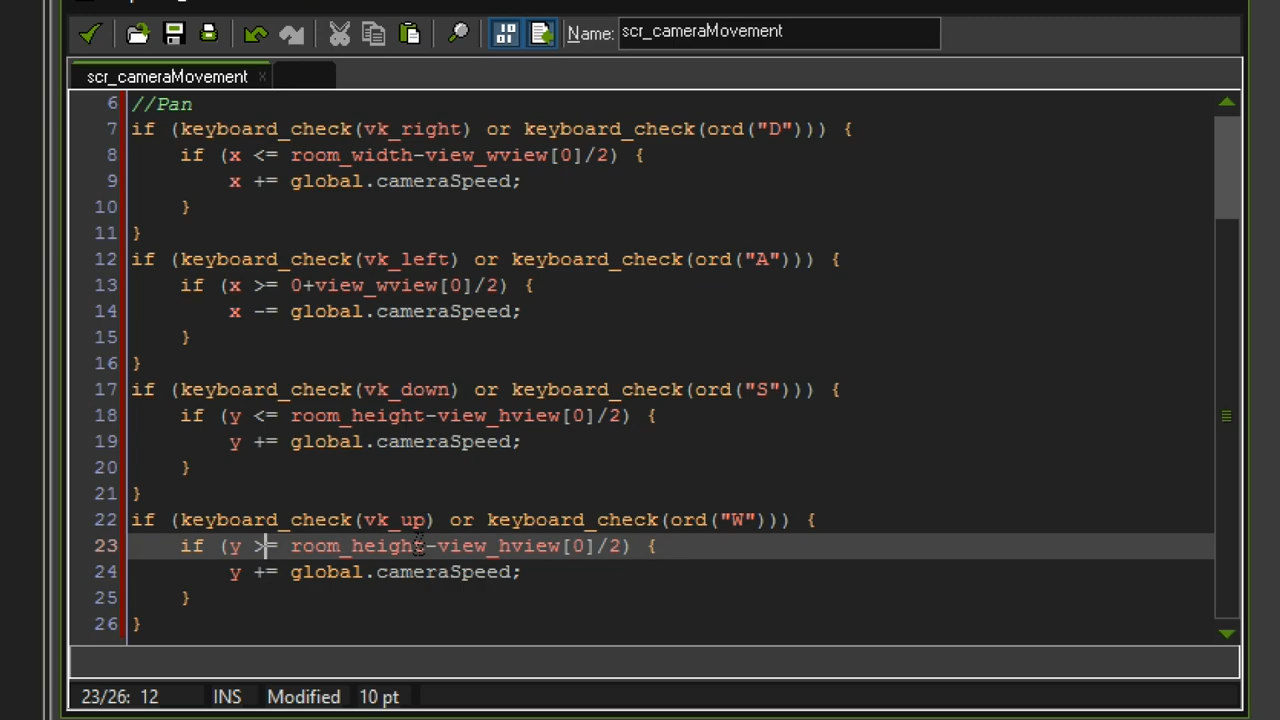 Name: scr_cameraMovement
scr_cameraMovement x
6 //Pan
7 if (keyboard_check(vk_right) or keyboard_check(ord("D"))) {
8 if (x <= room_width-view_wview[0]/2) {
9 x += global.cameraSpeed;
10 }
11 }
12 if (keyboard_check(vk_left) or keyboard_check(ord("A"))) {
13 if (x >= 0+view_wview[0]/2) {
14 x -= global.cameraSpeed;
15 }
16 }
17 if (keyboard_check(vk_down) or keyboard_check(ord("S"))) {
18 if (y <= room_height-view_hview[0]/2) {
19 y += global.cameraSpeed;
20 }
21 }
22 if (keyboard_check(vk_up) or keyboard_check(ord("W"))) {
23 if (y >= room_height-view_hview[0]/2) {
24 y += global.cameraSpeed;
25 }
26 }
23/26: 12 INS Modified 10 pt